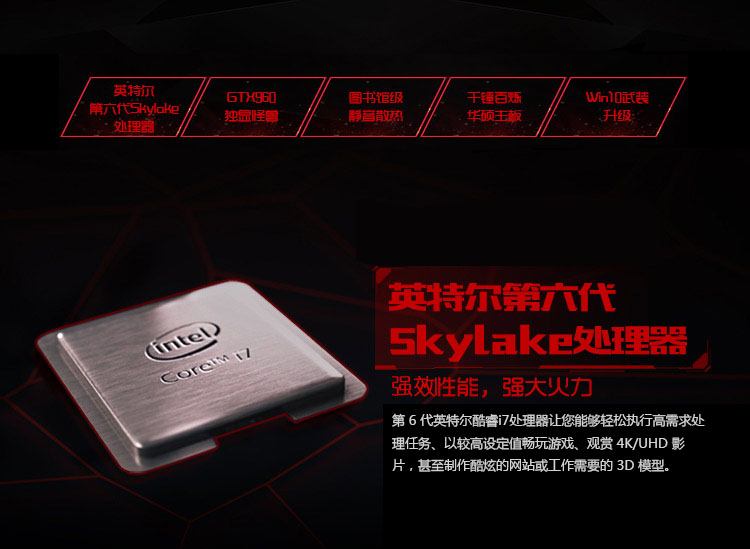 英特尔
第六代Skylake
处理器
GTX960
独显怪兽
图书馆级
静音散热
千锤百炼
华硕主板
Win10武装
升级
intel
Core™ i7
英特尔第六代
Skylake处理器
强效性能，强大火力
第 6 代英特尔酷睿i7处理器让您能够轻松执行高需求处
理任务、以较高设定值畅玩游戏、观赏 4K/UHD 影
片，甚至制作酷炫的网站或工作需要的 3D 模型。